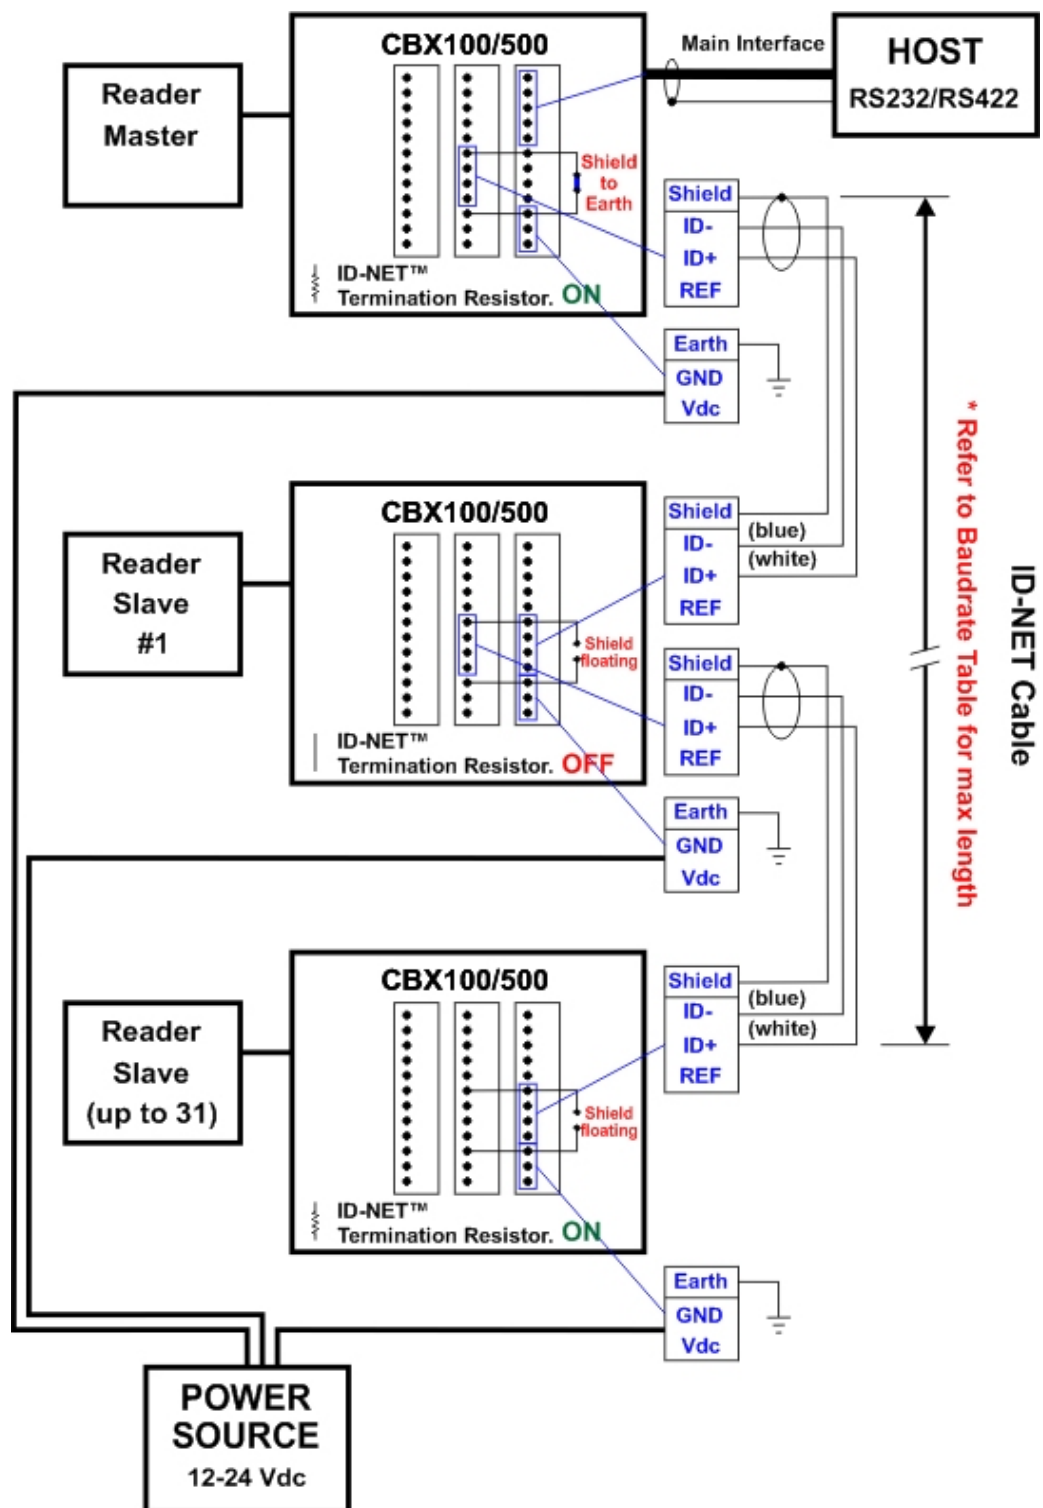 CBX100/500
Main Interface
HOST
RS232/RS422
Reader
Master
Shield
to
Earth
ID-NET™
Termination Resistor. ON
Shield
ID-
ID+
REF
Earth
GND
Vdc
CBX100/500
Reader
Slave
#1
Shield
floating
ID-NET™
Termination Resistor. OFF
Shield
(blue)
ID-
(white)
ID+
REF
Shield
ID-
ID+
REF
Earth
GND
Vdc
CBX100/500
Reader
Slave
(up to 31)
Shield
floating
ID-NET™
Termination Resistor. ON
Shield
(blue)
ID-
(white)
ID+
REF
Earth
GND
Vdc
* Refer to Baudrate Table for max length
ID-NET Cable
POWER
SOURCE
12-24 Vdc